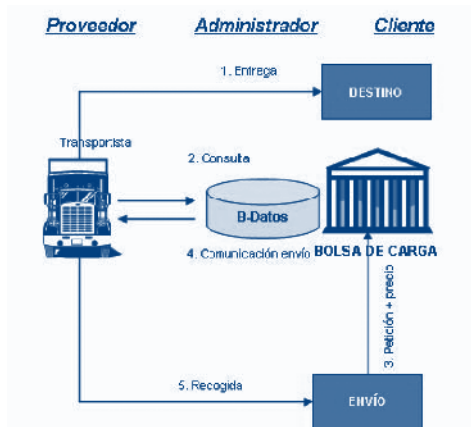 Proveedor Administrador Cliente
1. Entrega
DESTINO
Transportista
2. Consulta
B-Datos
4. Comunicación envío
BOLSA DE CARGA
3. Petición + precio
5. Recogida
ENVÍO